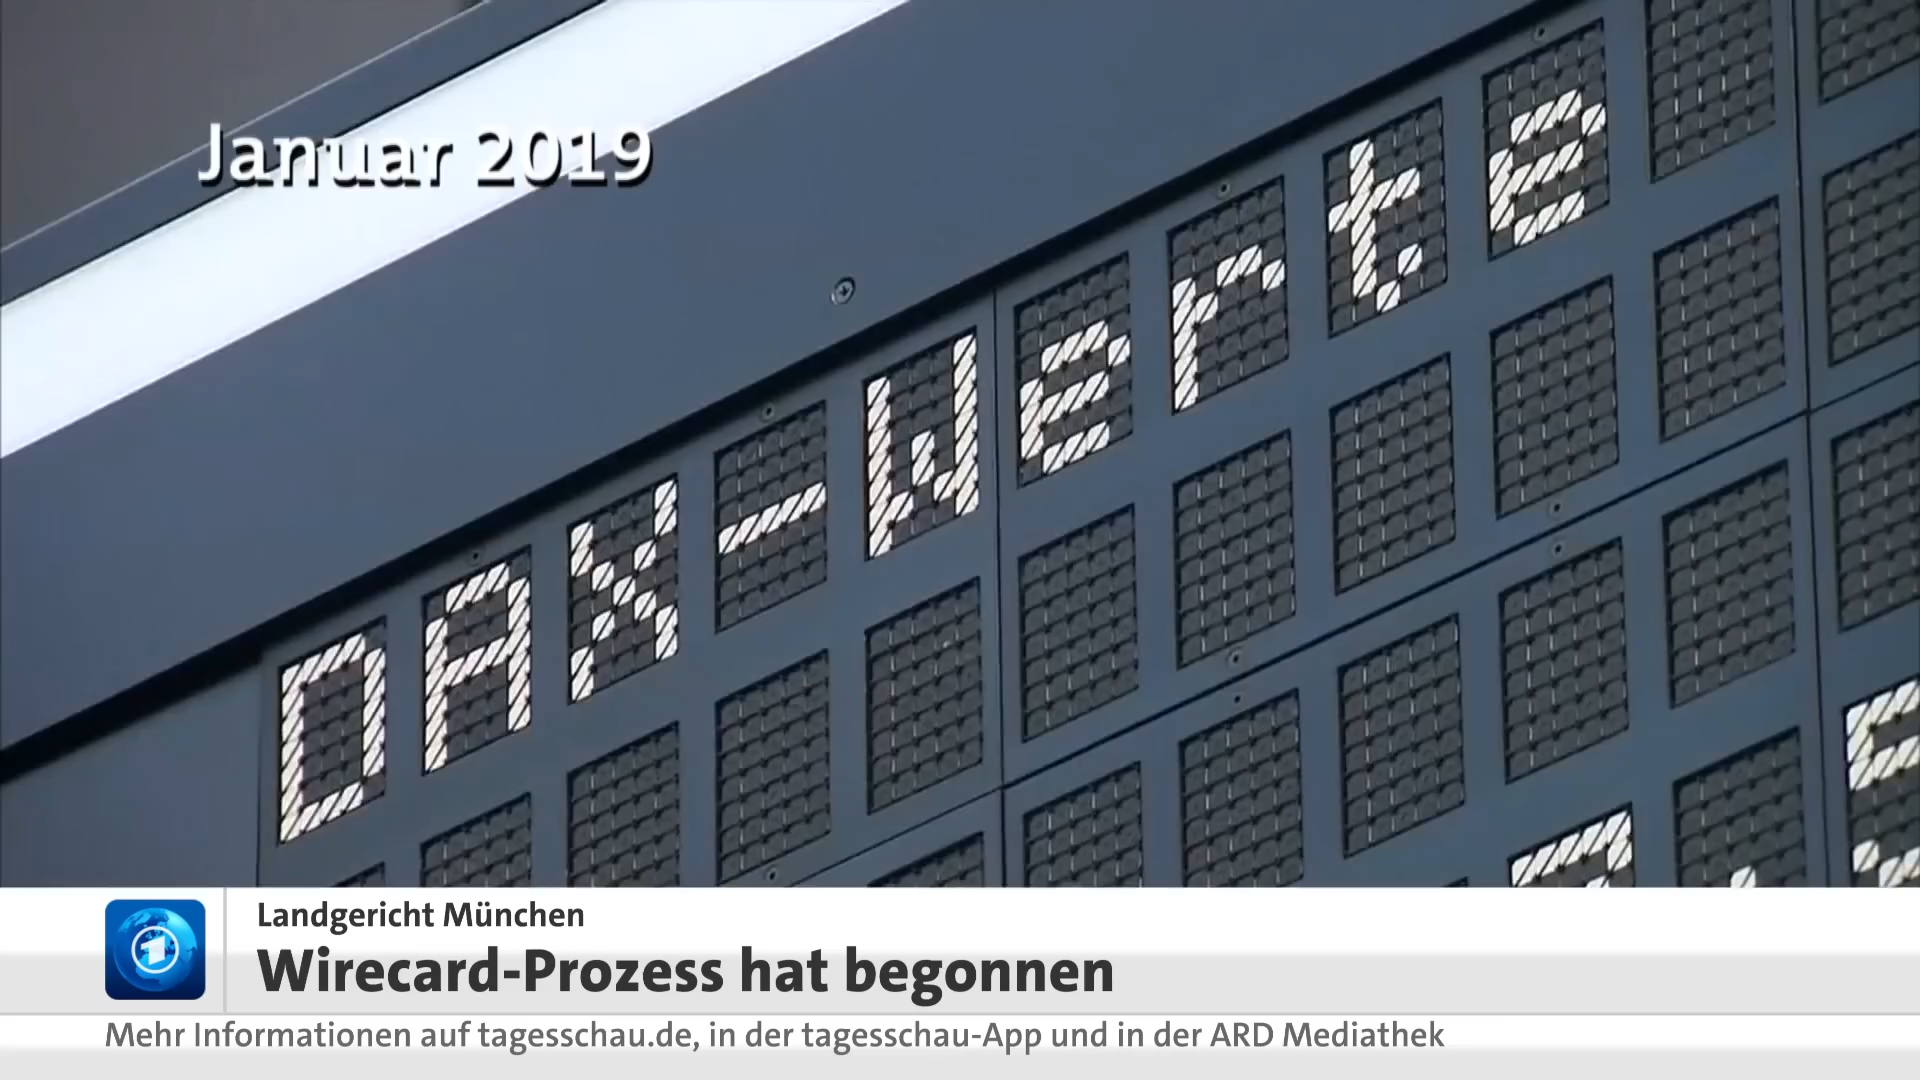 Januar 2019
DAX-Werte
Landgericht München
Wirecard-Prozess hat begonnen
Mehr Informationen auf tagesschau.de, in der tagesschau-App und in der ARD Mediathek